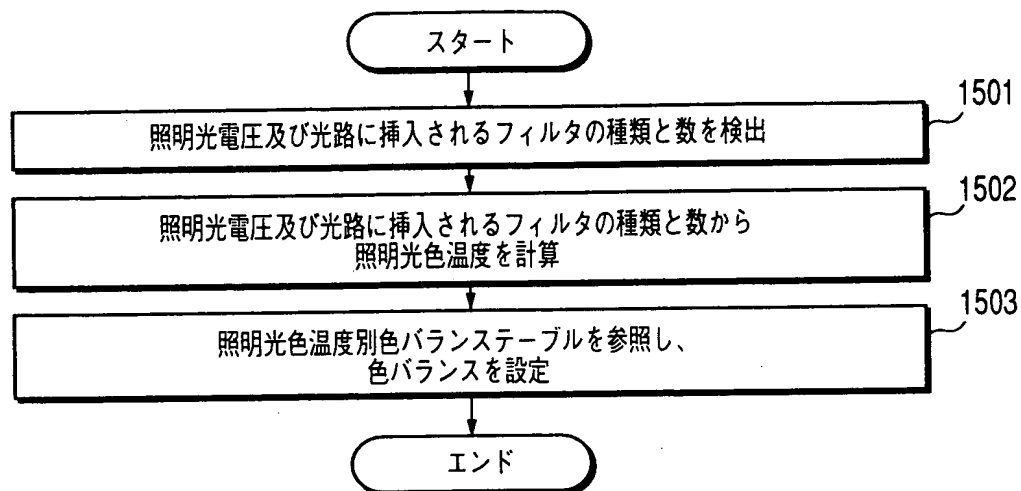 スタート
1501
照明光電圧及び光路に挿入されるフィルタの種類と数を検出
1502
照明光電圧及び光路に挿入されるフィルタの種類と数から
照明光色温度を計算
1503
照明光色温度別色バランステーブルを参照し、
色バランスを設定
エンド